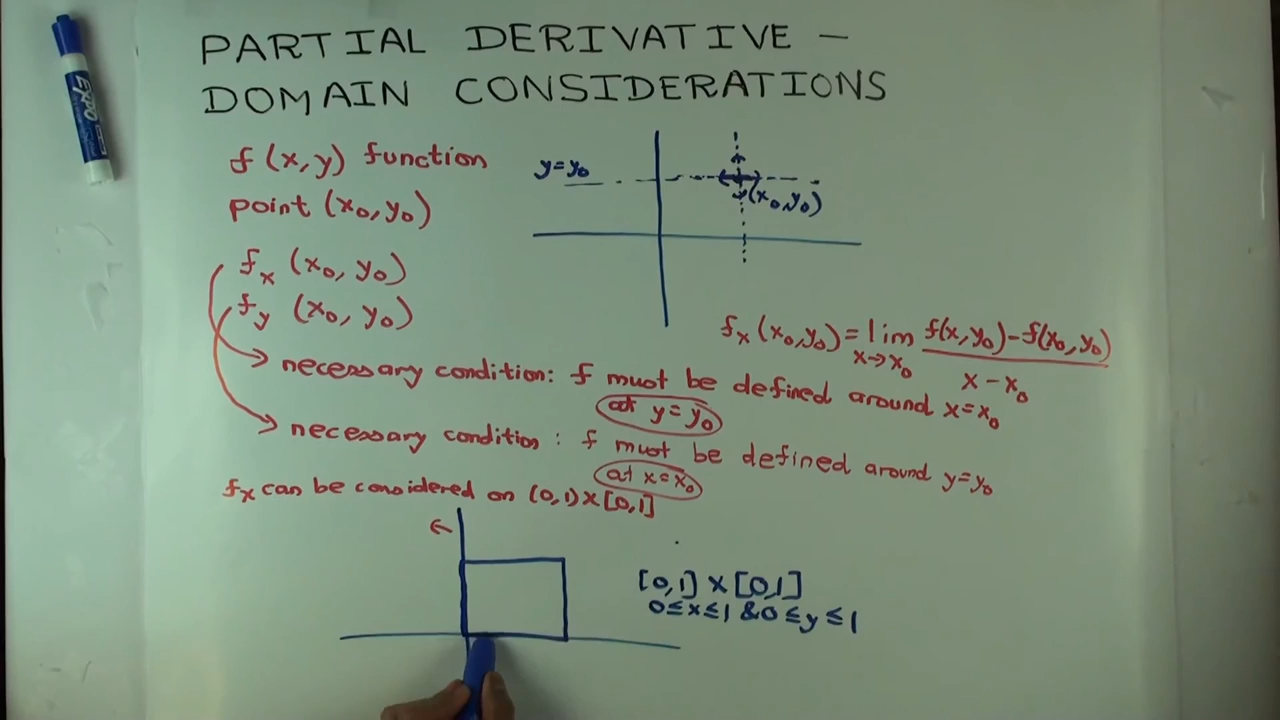 PARTIAL DERIVATIVE –
DOMAIN CONSIDERATIONS
EXPO
f(x,y) function
point (x₀,y₀)
fₓ (x₀,y₀)
f_y (x₀,y₀)
y=y₀
(x₀,y₀)
fₓ(x₀,y₀)=lim x→x₀ f(x,y₀)-f(x₀,y₀) / x-x₀
necessary condition: f must be defined around x=x₀
at y=y₀
necessary condition: f must be defined around y=y₀
at x=x₀
fₓ can be considered on (0,1)×[0,1]
[0,1]×[0,1]
0≤x≤1 & 0≤y≤1